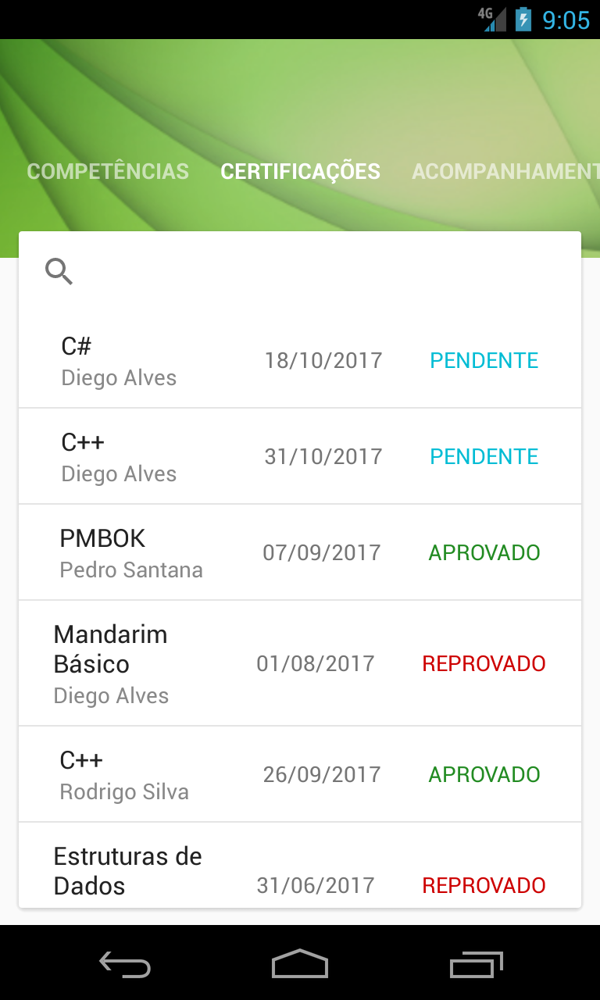 4G 9:05
COMPETÊNCIAS CERTIFICAÇÕES ACOMPANHAMENT
C#
Diego Alves
18/10/2017
PENDENTE
C++
Diego Alves
31/10/2017
PENDENTE
PMBOK
Pedro Santana
07/09/2017
APROVADO
Mandarim
Básico
Diego Alves
01/08/2017
REPROVADO
C++
Rodrigo Silva
26/09/2017
APROVADO
Estruturas de
Dados
31/06/2017
REPROVADO